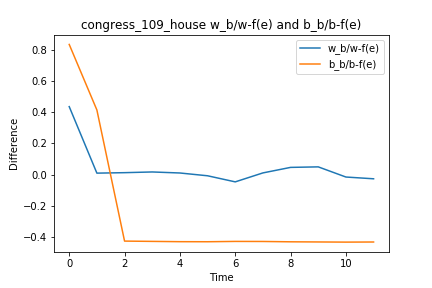 congress_109_house w_b/w-f(e) and b_b/b-f(e)
w_b/w-f(e)
b_b/b-f(e)
Difference
0.8
0.6
0.4
0.2
0.0
−0.2
−0.4
0 2 4 6 8 10
Time